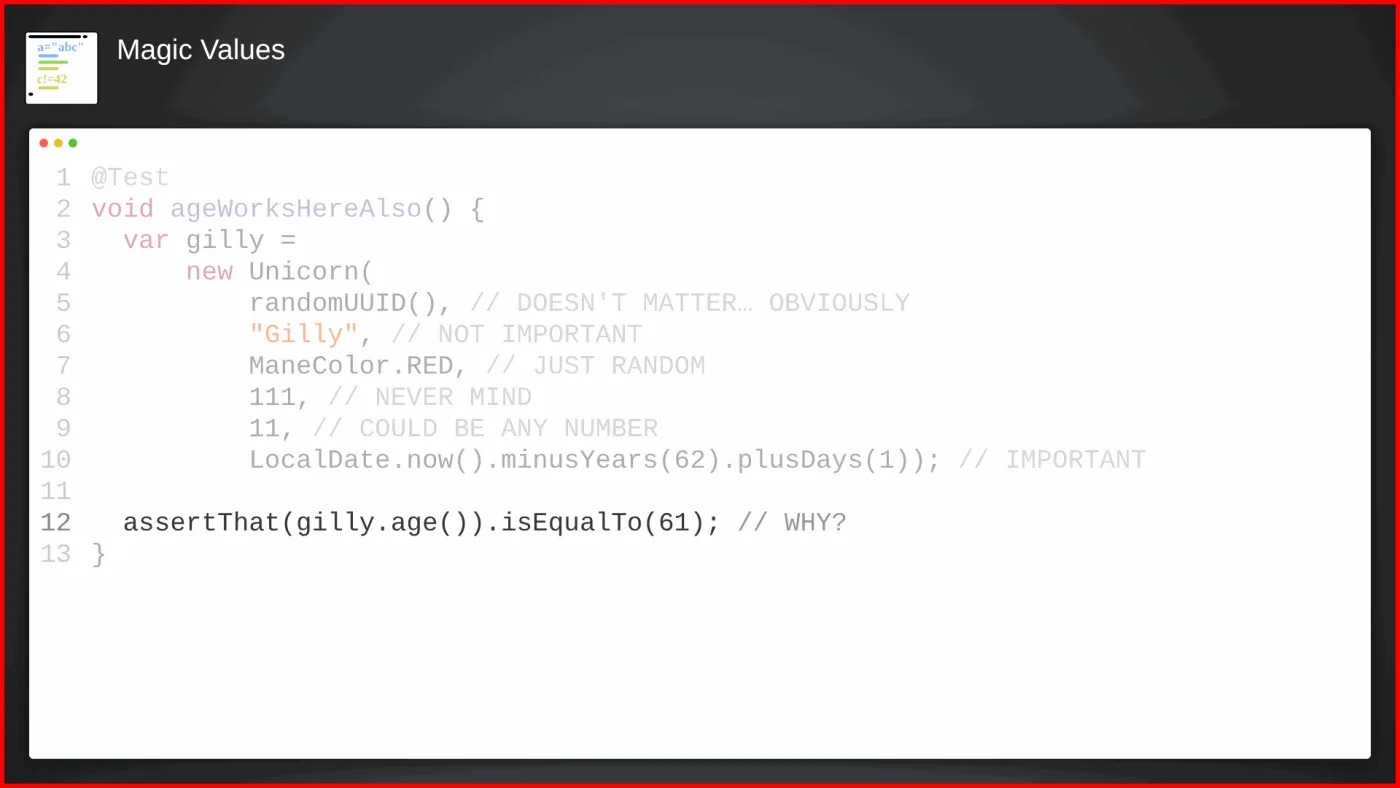 a="abc"
c!=42
Magic Values
1 @Test
2 void ageWorksHereAlso() {
3   var gilly =
4       new Unicorn(
5           randomUUID(), // DOESN'T MATTER… OBVIOUSLY
6           "Gilly", // NOT IMPORTANT
7           ManeColor.RED, // JUST RANDOM
8           111, // NEVER MIND
9           11, // COULD BE ANY NUMBER
10           LocalDate.now().minusYears(62).plusDays(1)); // IMPORTANT
11
12   assertThat(gilly.age()).isEqualTo(61); // WHY?
13 }